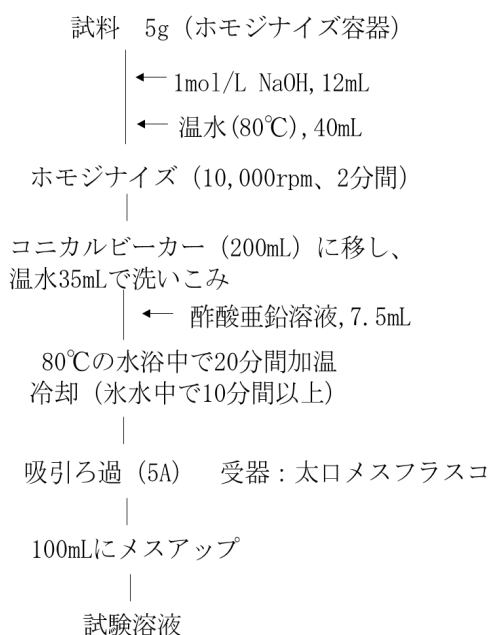 試料　5g（ホモジナイズ容器）
1mol/L NaOH,12mL
温水(80℃),40mL
ホモジナイズ（10,000rpm、2分間）
コニカルビーカー（200mL）に移し、
温水35mLで洗いこみ
酢酸亜鉛溶液,7.5mL
80℃の水浴中で20分間加温
冷却（氷水中で10分間以上）
吸引ろ過（5A）　受器：太口メスフラスコ
100mLにメスアップ
試験溶液